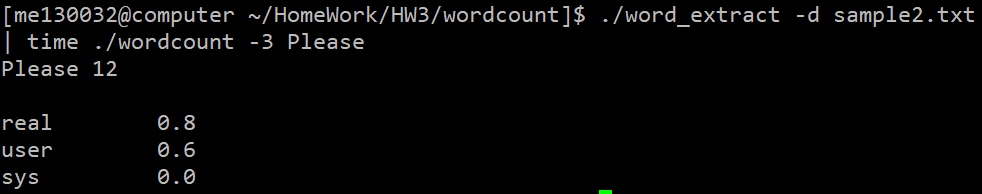 [me130032@computer ~/HomeWork/HW3/wordcount]$ ./word_extract -d sample2.txt
| time ./wordcount -3 Please
Please 12
real 0.8
user 0.6
sys 0.0